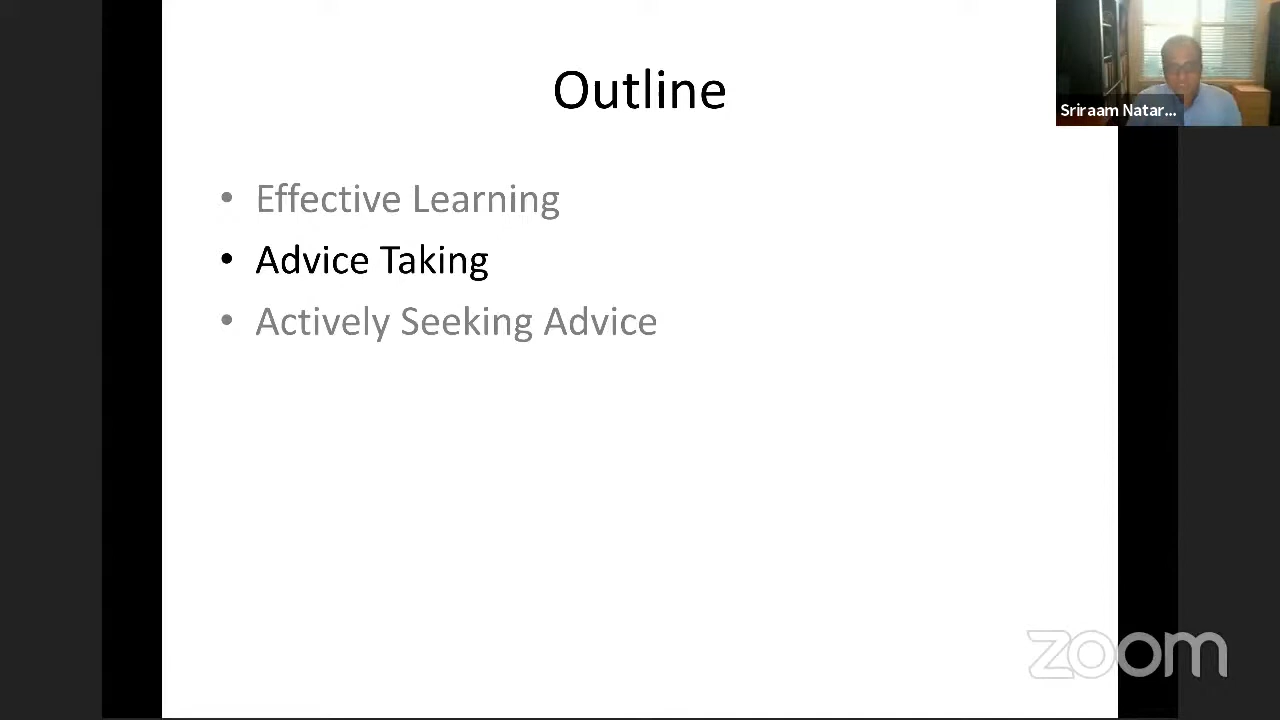 Outline
Sriraam Natar...
• Effective Learning
• Advice Taking
• Actively Seeking Advice
zoom